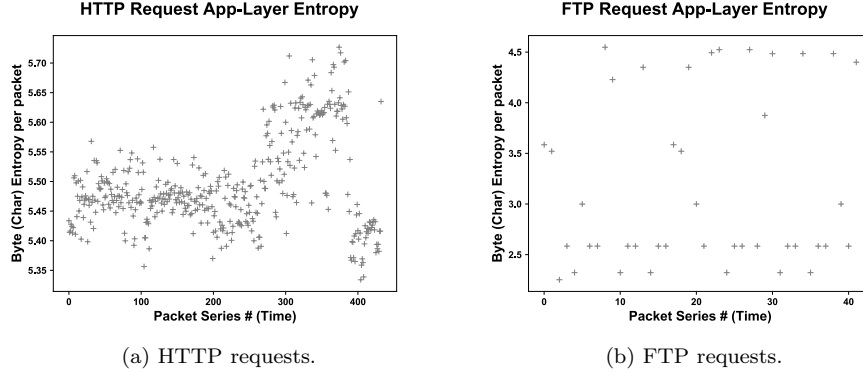 HTTP Request App-Layer Entropy
Byte (Char) Entropy per packet
5.70
5.65
5.60
5.55
5.50
5.45
5.40
5.35
0
100
200
300
400
Packet Series # (Time)
(a) HTTP requests.
FTP Request App-Layer Entropy
Byte (Char) Entropy per packet
4.5
4.0
3.5
3.0
2.5
0
10
20
30
40
Packet Series # (Time)
(b) FTP requests.